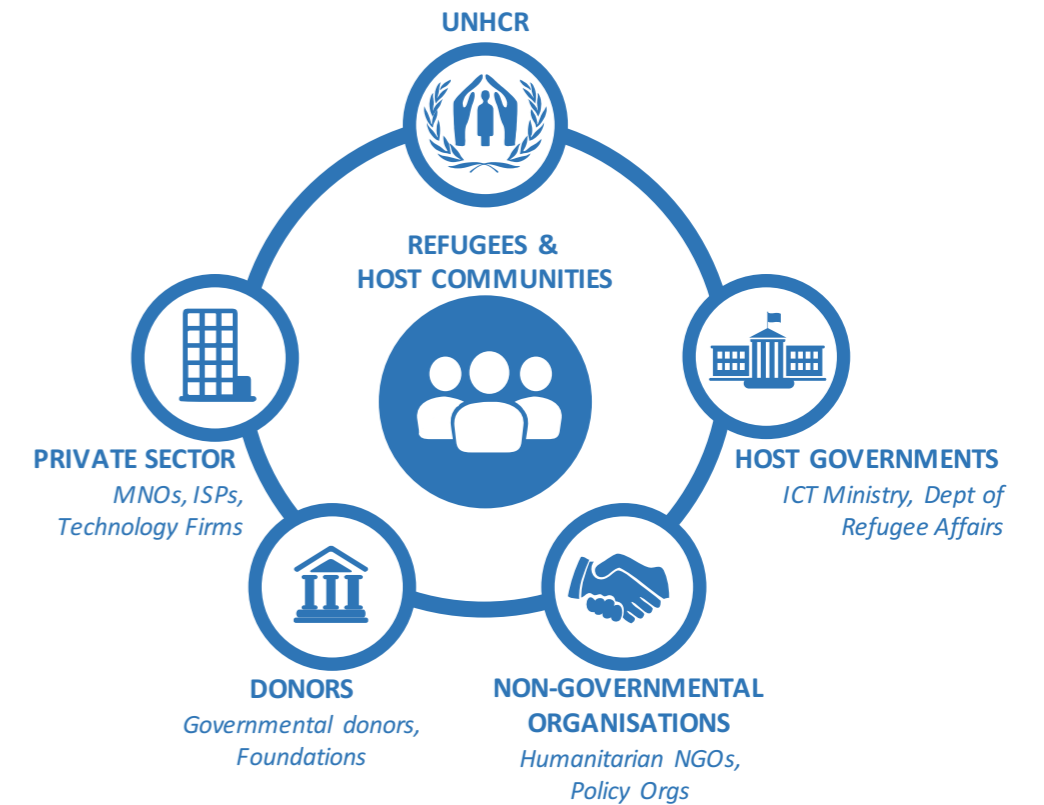 UNHCR
REFUGEES &
HOST COMMUNITIES
PRIVATE SECTOR
MNOs, ISPs,
Technology Firms
HOST GOVERNMENTS
ICT Ministry, Dept of
Refugee Affairs
DONORS
Governmental donors,
Foundations
NON-GOVERNMENTAL
ORGANISATIONS
Humanitarian NGOs,
Policy Orgs